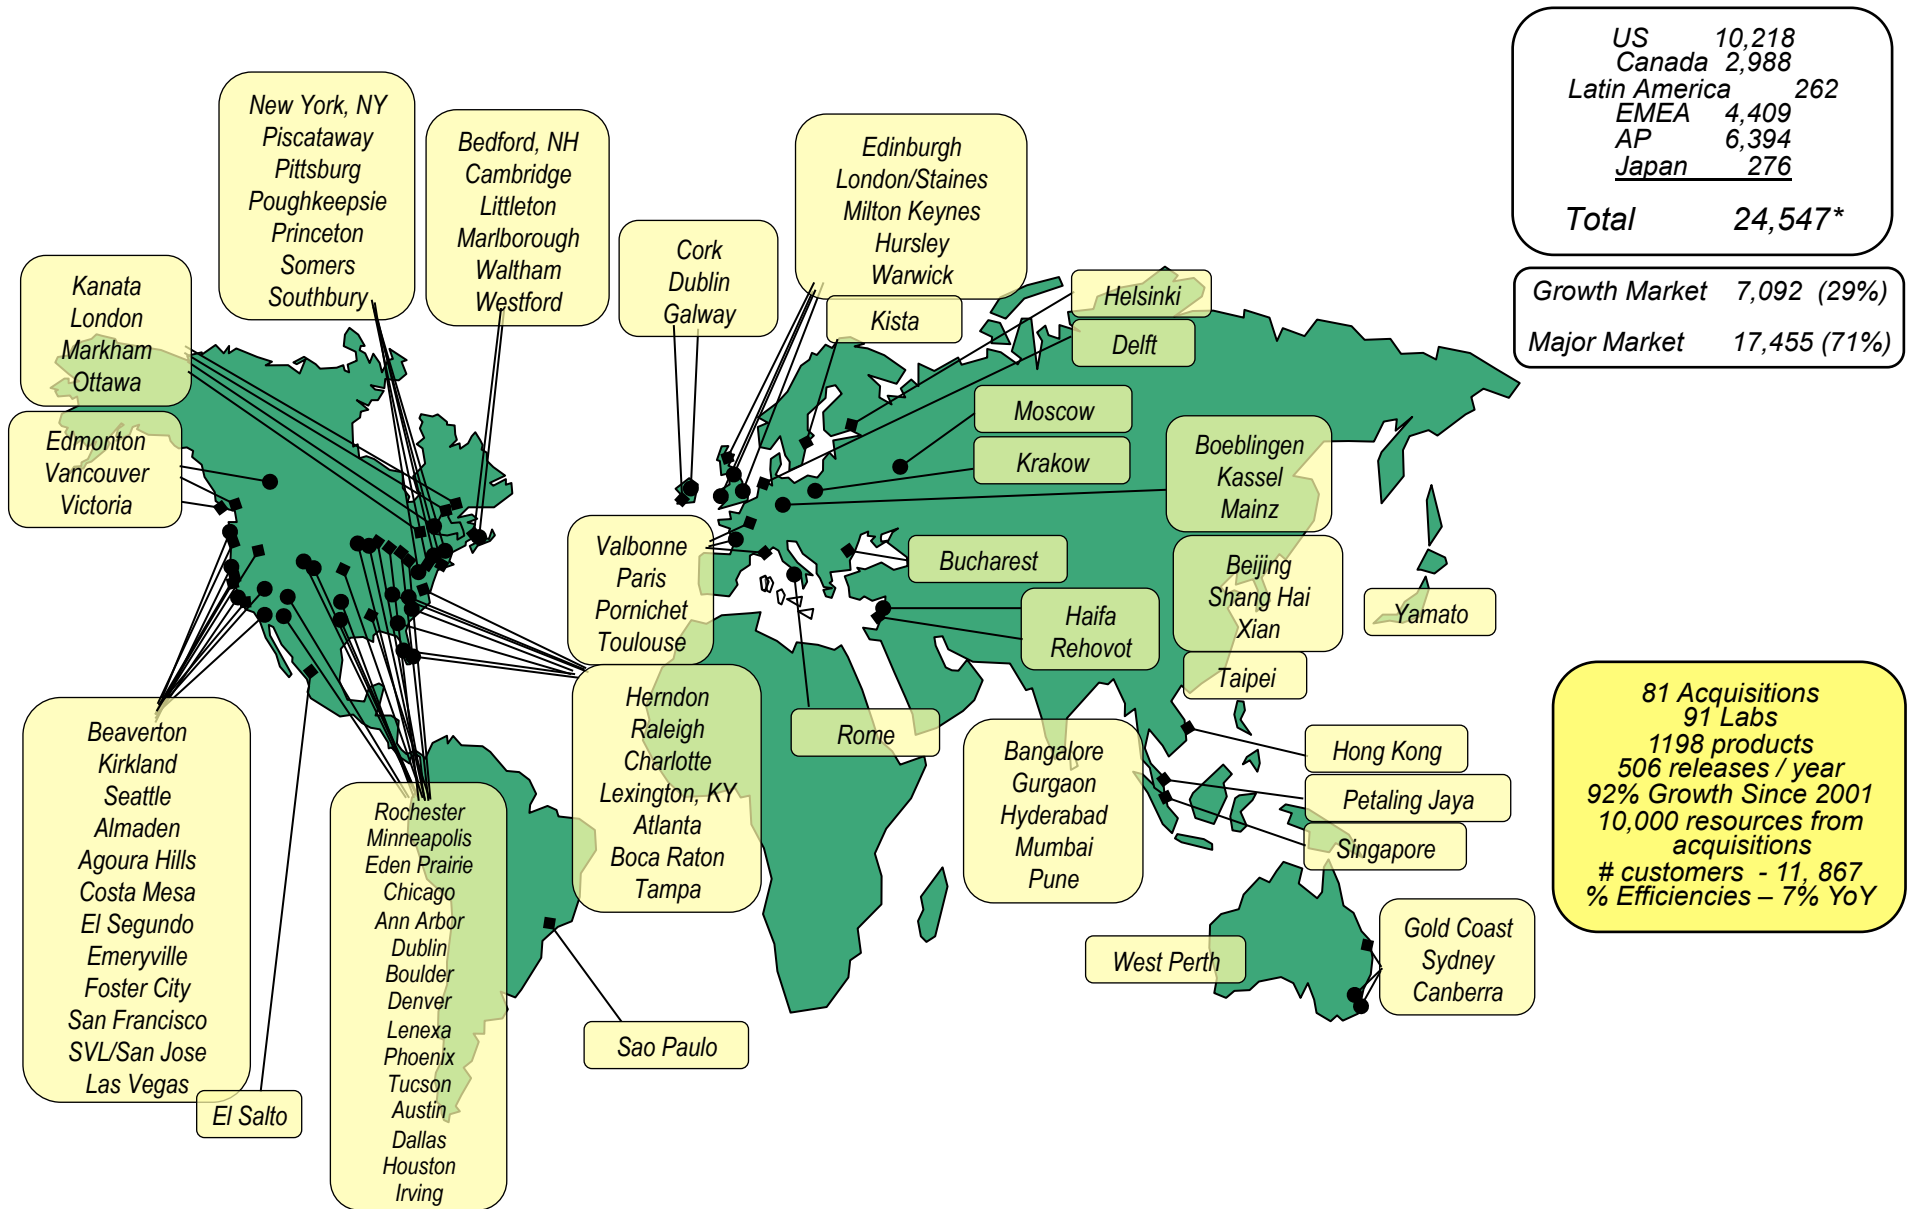 US 10,218
Canada 2,988
Latin America 262
EMEA 4,409
AP 6,394
Japan 276
Total 24,547*
Growth Market 7,092 (29%)
Major Market 17,455 (71%)
New York, NY
Piscataway
Pittsburg
Poughkeepsie
Princeton
Somers
Southbury
Bedford, NH
Cambridge
Littleton
Marlborough
Waltham
Westford
Edinburgh
London/Staines
Milton Keynes
Hursley
Warwick
Cork
Dublin
Galway
Kanata
London
Markham
Ottawa
Kista
Helsinki
Delft
Edmonton
Vancouver
Victoria
Moscow
Krakow
Boeblingen
Kassel
Mainz
Valbonne
Paris
Pornichet
Toulouse
Bucharest
Beijing
Shang Hai
Xian
Haifa
Rehovot
Yamato
Taipei
Herndon
Raleigh
Charlotte
Lexington, KY
Atlanta
Boca Raton
Tampa
Rome
Bangalore
Gurgaon
Hyderabad
Mumbai
Pune
Hong Kong
Petaling Jaya
Singapore
81 Acquisitions
91 Labs
1198 products
506 releases / year
92% Growth Since 2001
10,000 resources from
acquisitions
# customers - 11, 867
% Efficiencies – 7% YoY
Beaverton
Kirkland
Seattle
Almaden
Agoura Hills
Costa Mesa
El Segundo
Emeryville
Foster City
San Francisco
SVL/San Jose
Las Vegas
El Salto
Rochester
Minneapolis
Eden Prairie
Chicago
Ann Arbor
Dublin
Boulder
Denver
Lenexa
Phoenix
Tucson
Austin
Dallas
Houston
Irving
Sao Paulo
West Perth
Gold Coast
Sydney
Canberra